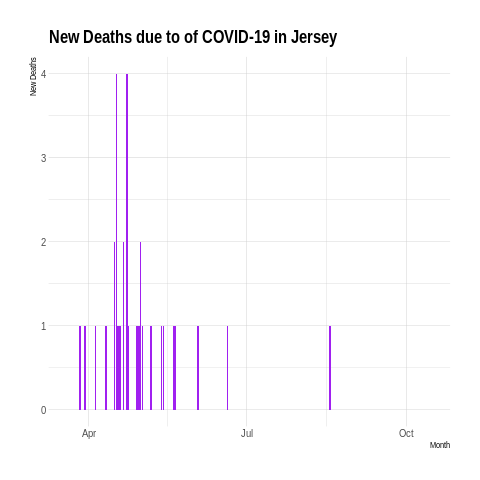 New Deaths due to of COVID-19 in Jersey
New Deaths
4
3
2
1
0
Apr
Jul
Oct
Month